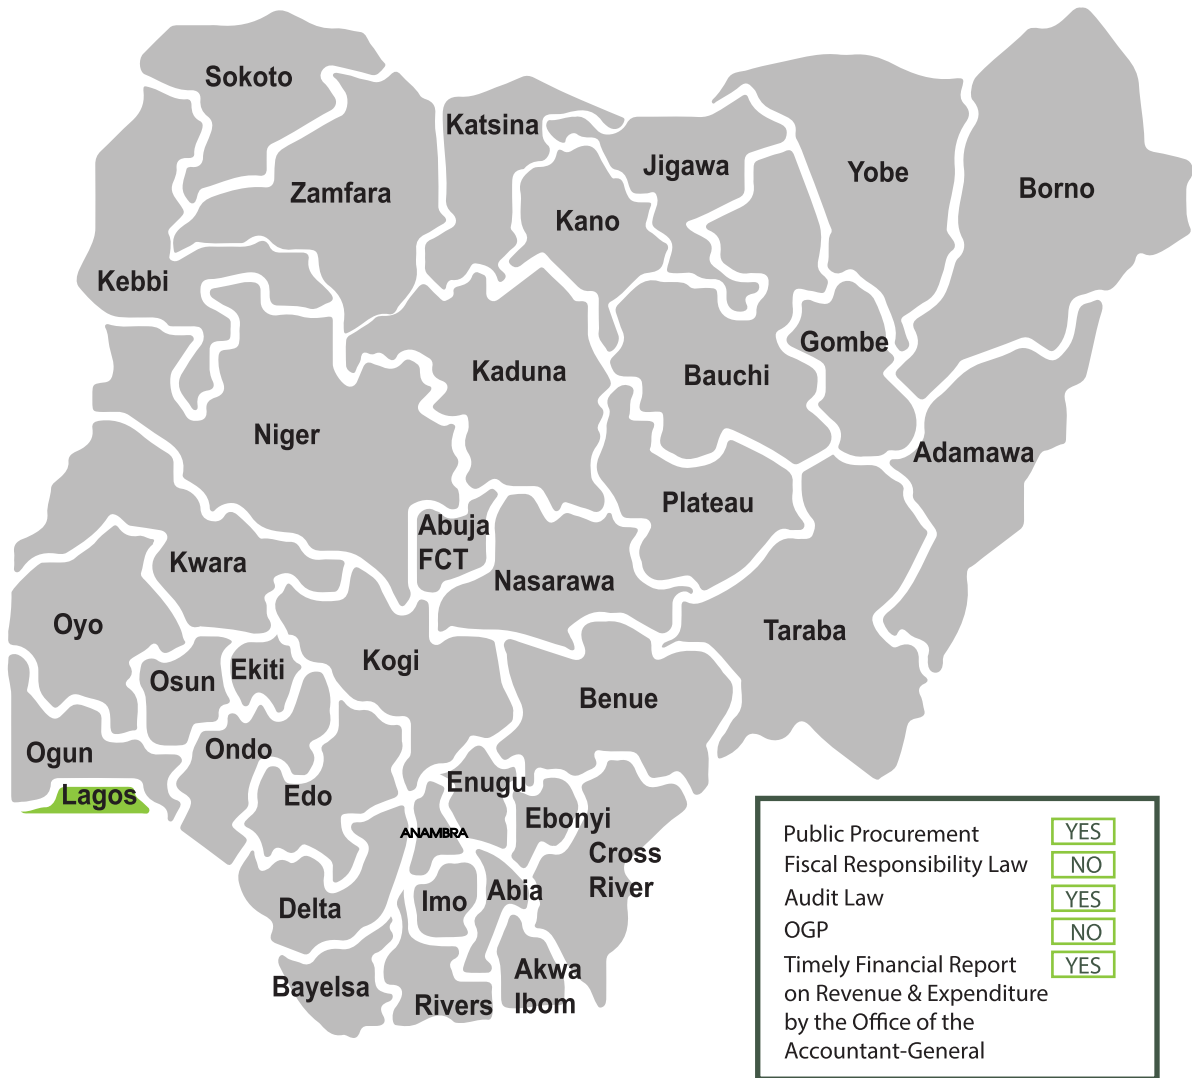 Sokoto
Katsina
Jigawa
Yobe
Borno
Zamfara
Kano
Kebbi
Gombe
Kaduna
Bauchi
Niger
Adamawa
Plateau
Abuja
FCT
Kwara
Nasarawa
Oyo
Taraba
Kogi
Ekiti
Osun
Benue
Ogun
Ondo
Lagos
Edo
Enugu
Ebonyi
ANAMBRA
Cross
River
Abia
Imo
Delta
Akwa
Ibom
Bayelsa
Rivers
Public Procurement YES
Fiscal Responsibility Law NO
Audit Law YES
OGP NO
Timely Financial Report YES
on Revenue & Expenditure
by the Office of the
Accountant-General